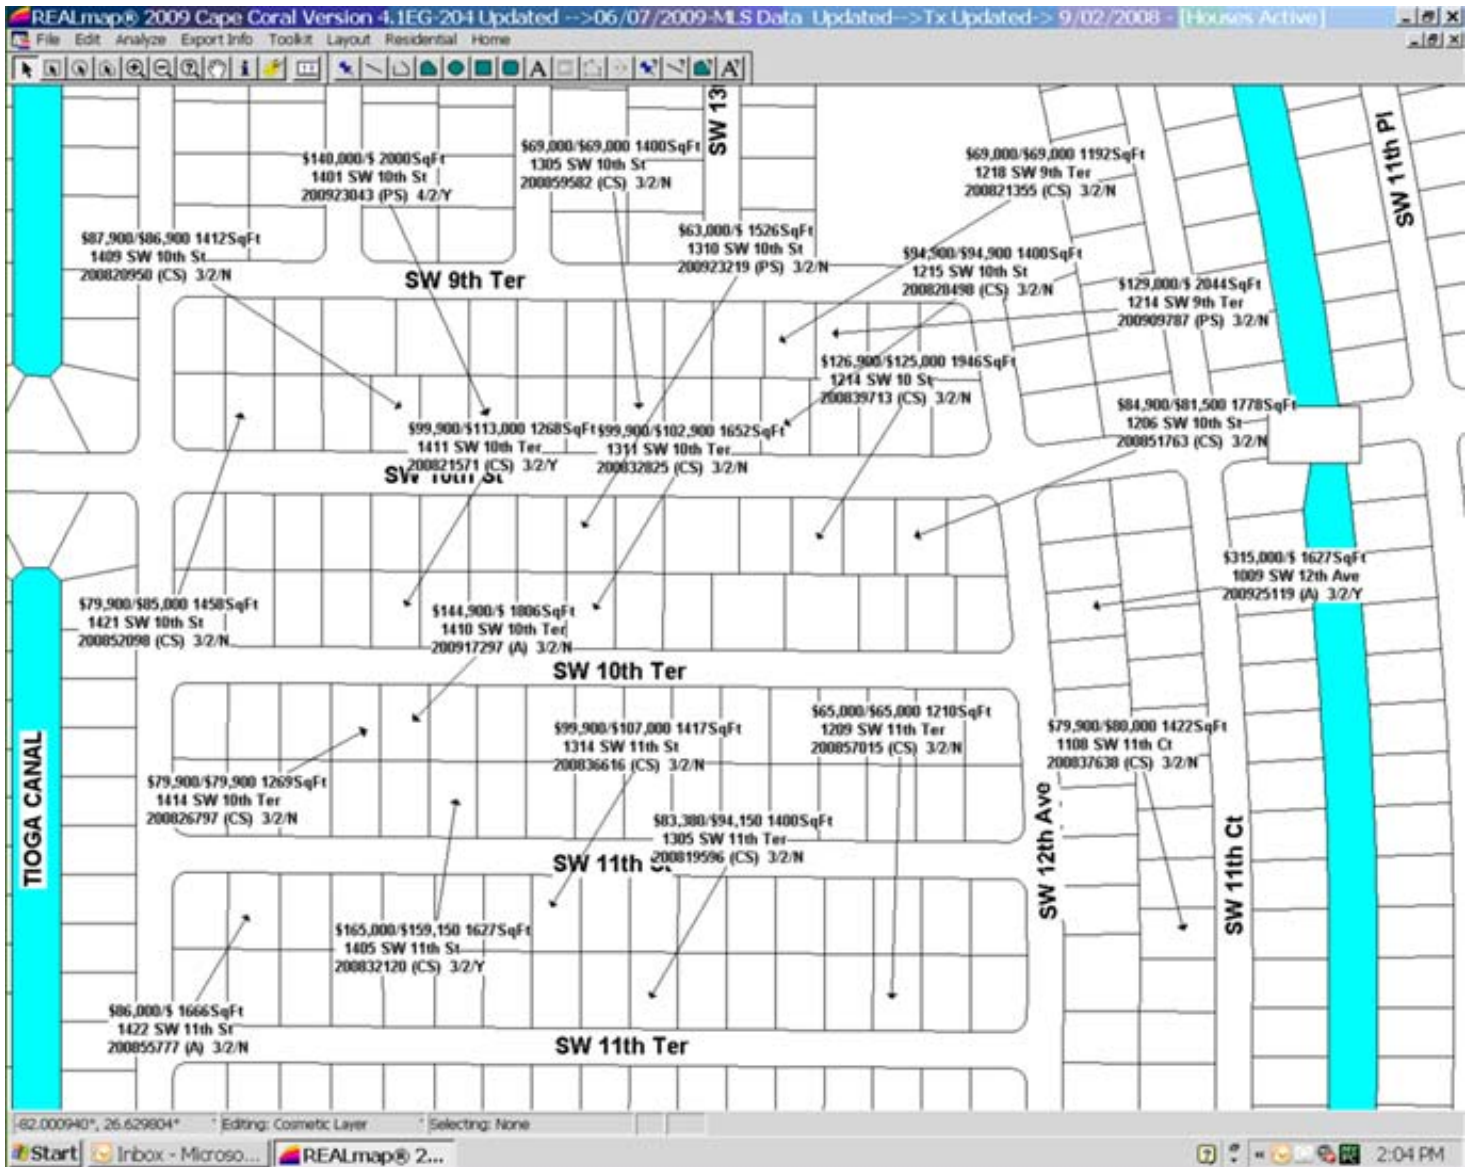 REALmap® 2009 Cape Coral Version 4.1EG-204 Updated -->06/07/2009-MLS Data Updated-->Tx Updated-> 9/02/2008 - [Houses Active]
File Edit Analyze Export Info Toolkit Layout Residential Home
SW 11th Pl
$140,000/$ 2000SqFt
1401 SW 10th St
200923043 (PS) 4/2/Y
$69,000/$69,000 1400SqFt
1305 SW 10th St
200859582 (CS) 3/2/N
$69,000/$69,000 1192SqFt
1218 SW 9th Ter
200821355 (CS) 3/2/N
$87,900/$86,900 1412SqFt
1409 SW 10th St
200820950 (CS) 3/2/N
$63,000/$ 1526SqFt
1310 SW 10th St
200923219 (PS) 3/2/N
$94,900/$94,900 1400SqFt
1215 SW 10th St
200828498 (CS) 3/2/N
SW 9th Ter
$129,000/$ 2044SqFt
1214 SW 9th Ter
200909787 (PS) 3/2/N
$126,900/$125,000 1946SqFt
1214 SW 10 St
200839713 (CS) 3/2/N
$84,900/$81,500 1778SqFt
1206 SW 10th St
200851763 (CS) 3/2/N
$99,900/$113,000 1268SqFt
1411 SW 10th Ter
200821571 (CS) 3/2/Y
$99,900/$102,900 1652SqFt
1311 SW 10th Ter
200832825 (CS) 3/2/N
SW 10th St
$315,000/$ 1627SqFt
1009 SW 12th Ave
200925119 (A) 3/2/Y
$79,900/$85,000 1458SqFt
1421 SW 10th St
200852098 (CS) 3/2/N
$144,900/$ 1806SqFt
1410 SW 10th Ter
200917297 (A) 3/2/N
SW 10th Ter
$65,000/$65,000 1210SqFt
1209 SW 11th Ter
200857015 (CS) 3/2/N
$99,900/$107,000 1417SqFt
1314 SW 11th St
200836616 (CS) 3/2/N
$79,900/$80,000 1422SqFt
1108 SW 11th Ct
200837638 (CS) 3/2/N
$79,900/$79,900 1269SqFt
1414 SW 10th Ter
200826797 (CS) 3/2/N
TIOGA CANAL
$83,380/$94,150 1400SqFt
1305 SW 11th Ter
200819596 (CS) 3/2/N
SW 11th St
SW 12th Ave
SW 11th Ct
$165,000/$159,150 1627SqFt
1405 SW 11th St
200832120 (CS) 3/2/Y
$86,000/$ 1666SqFt
1422 SW 11th St
200855777 (A) 3/2/N
SW 11th Ter
-82.000940°, 26.629804° Editing: Cosmetic Layer Selecting: None
Start Inbox - Microso... REALmap® 2... 2:04 PM